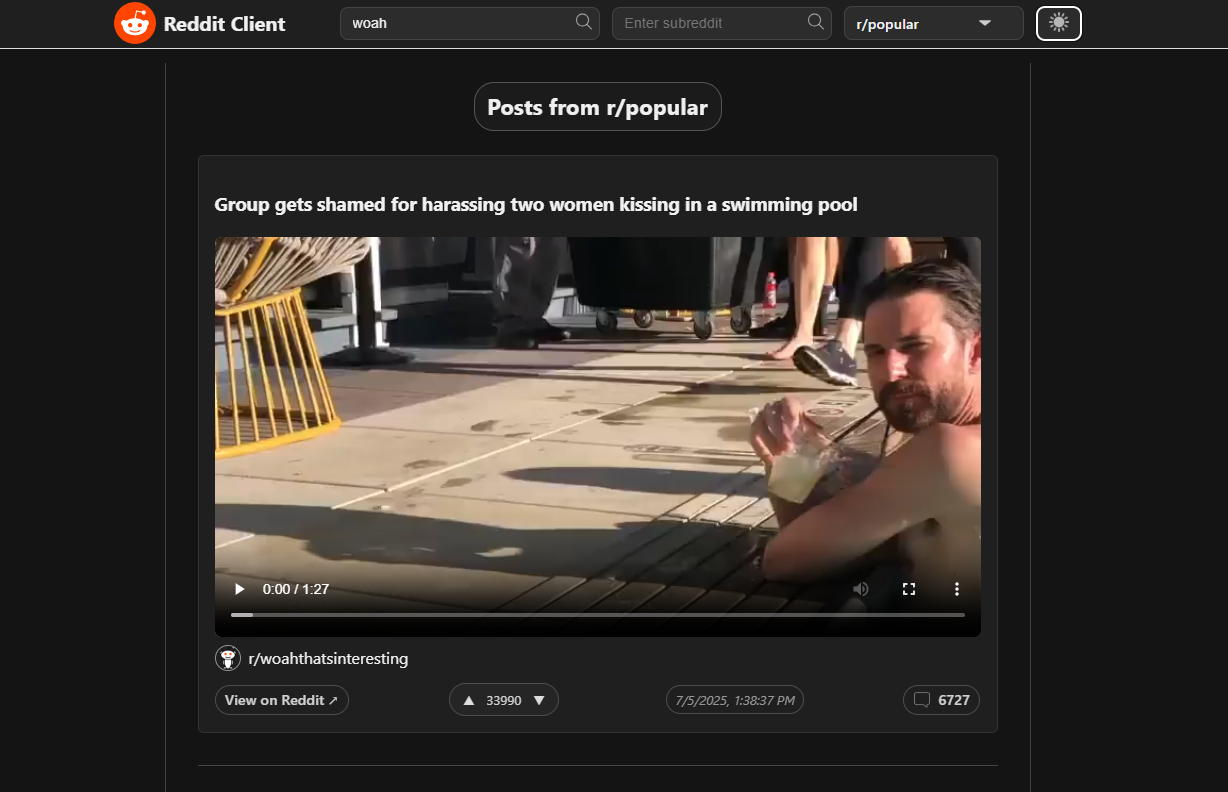 Reddit Client
woah
Enter subreddit
r/popular
Posts from r/popular
Group gets shamed for harassing two women kissing in a swimming pool
0:00 / 1:27
r/woahthatsinteresting
View on Reddit ↗
▲ 33990 ▼
7/5/2025, 1:38:37 PM
6727